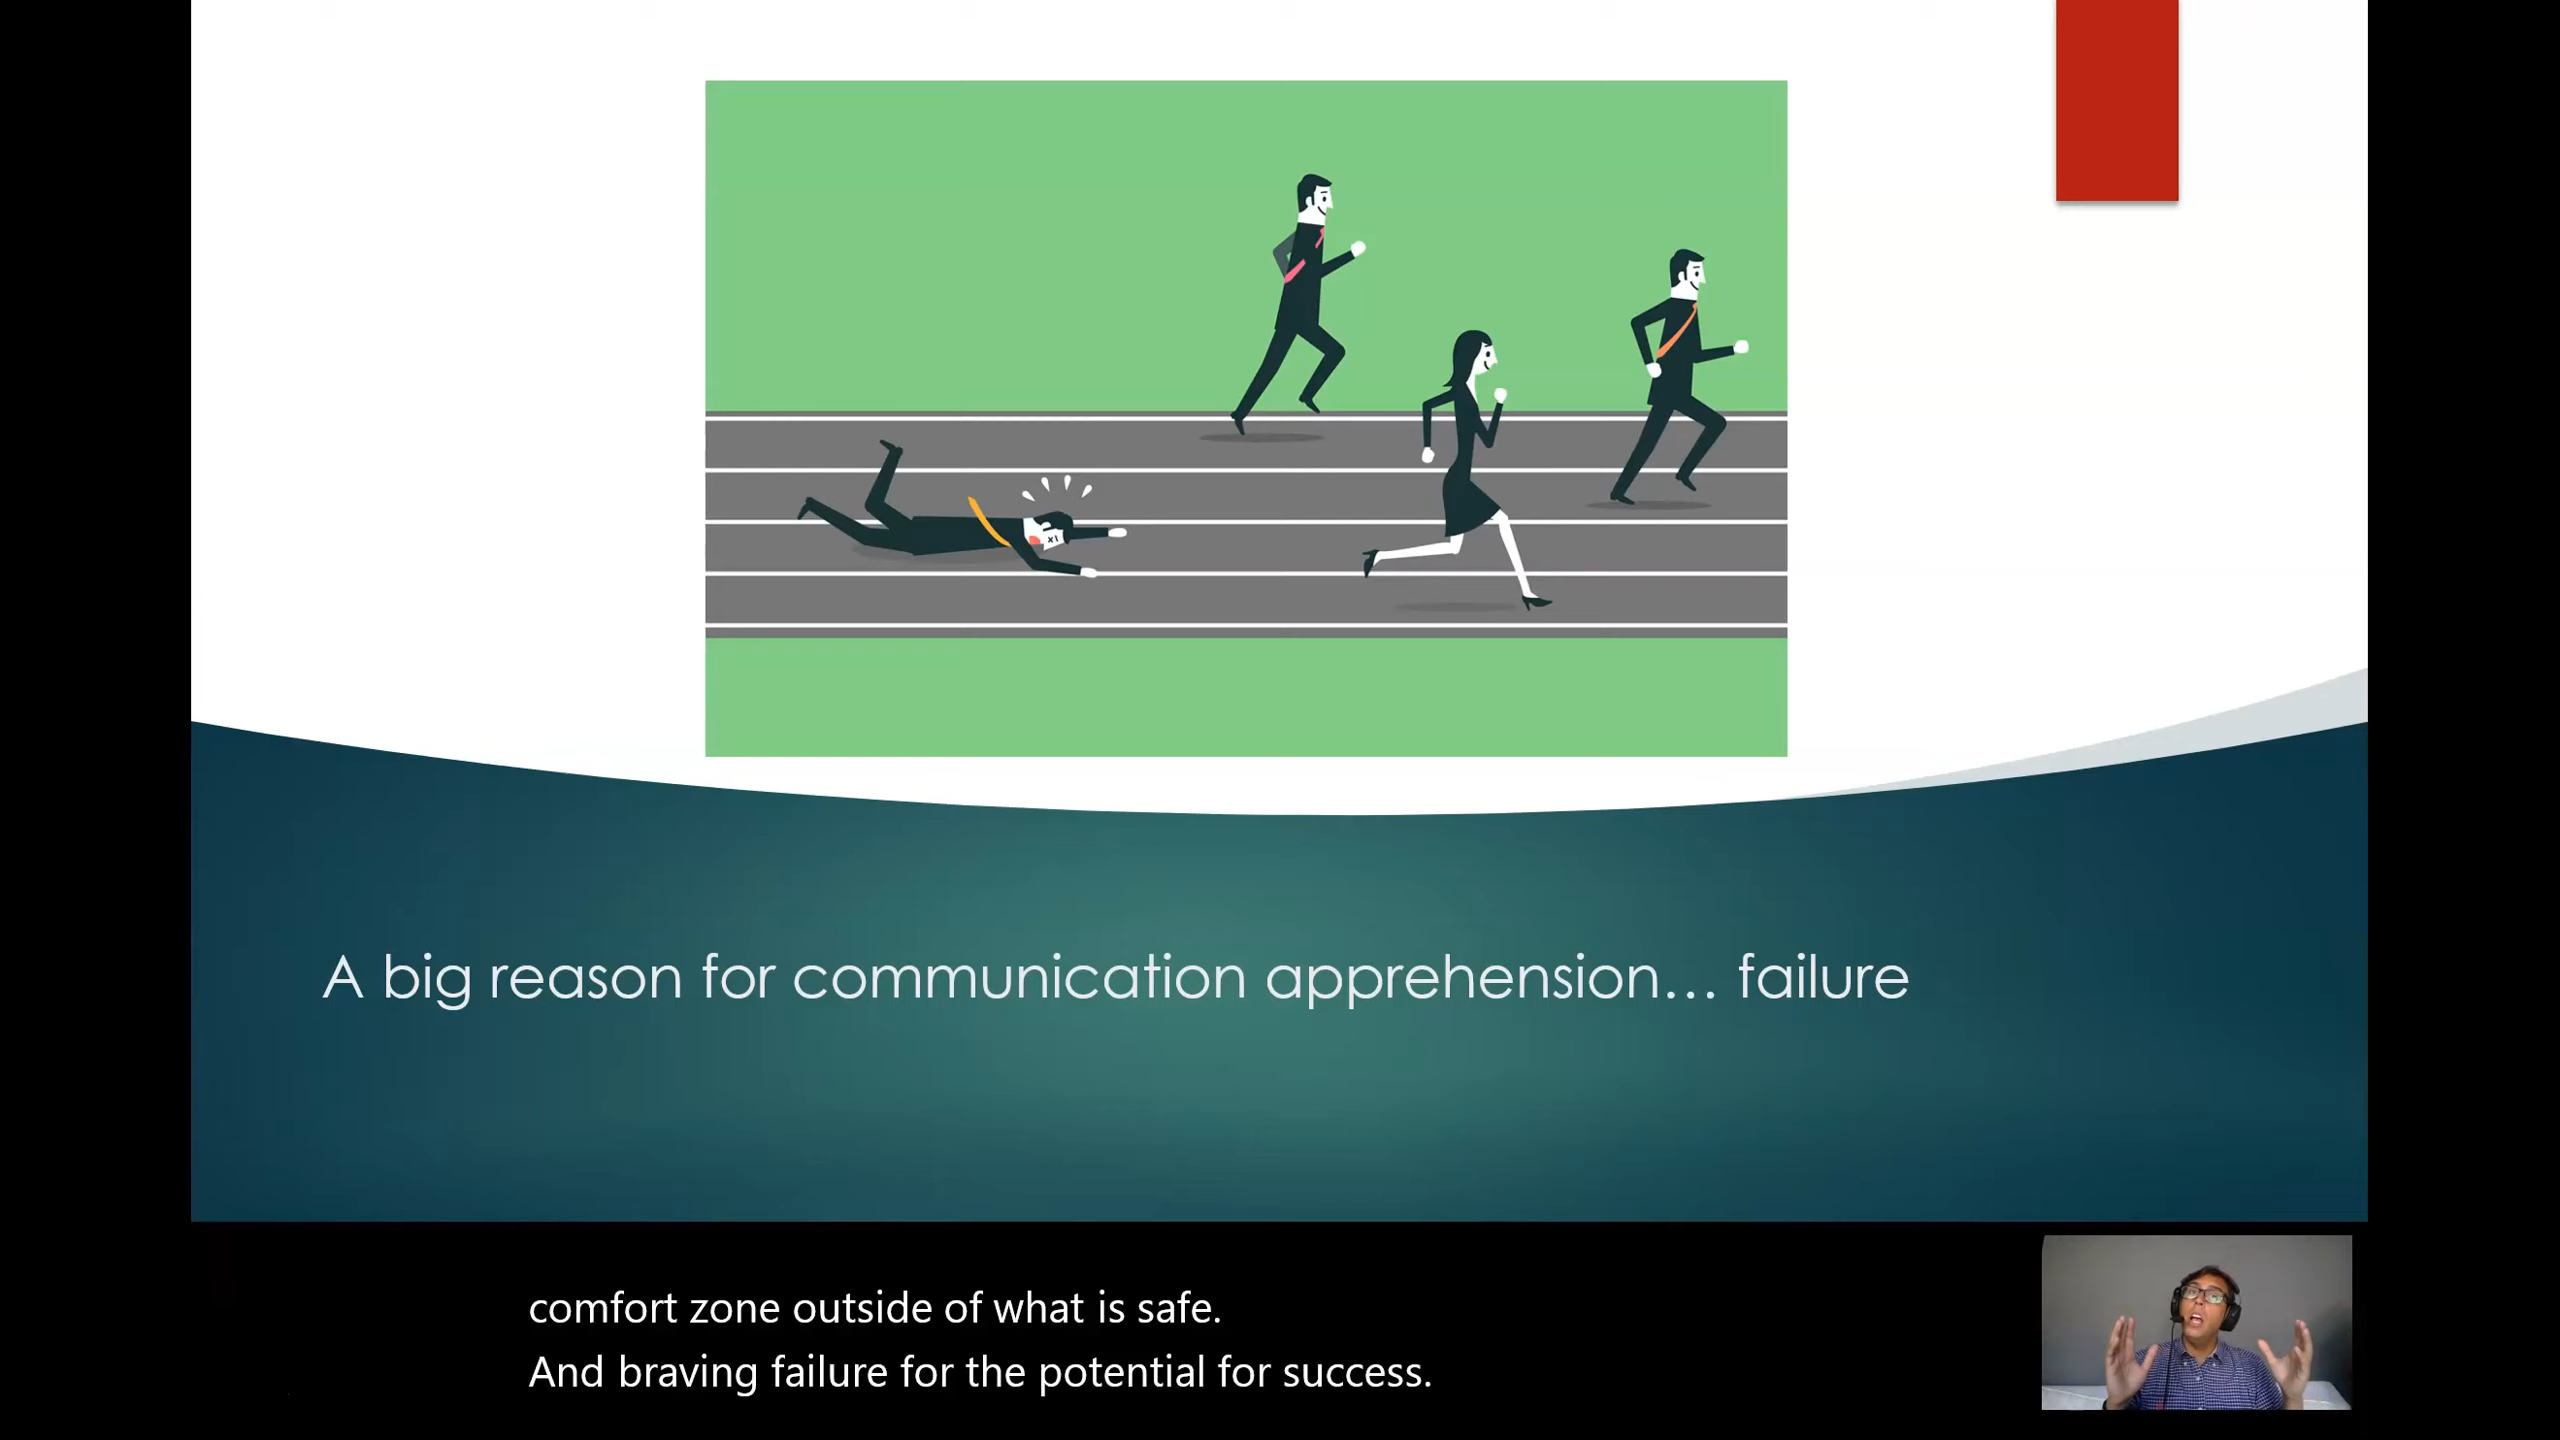 A big reason for communication apprehension… failure
comfort zone outside of what is safe.
And braving failure for the potential for success.